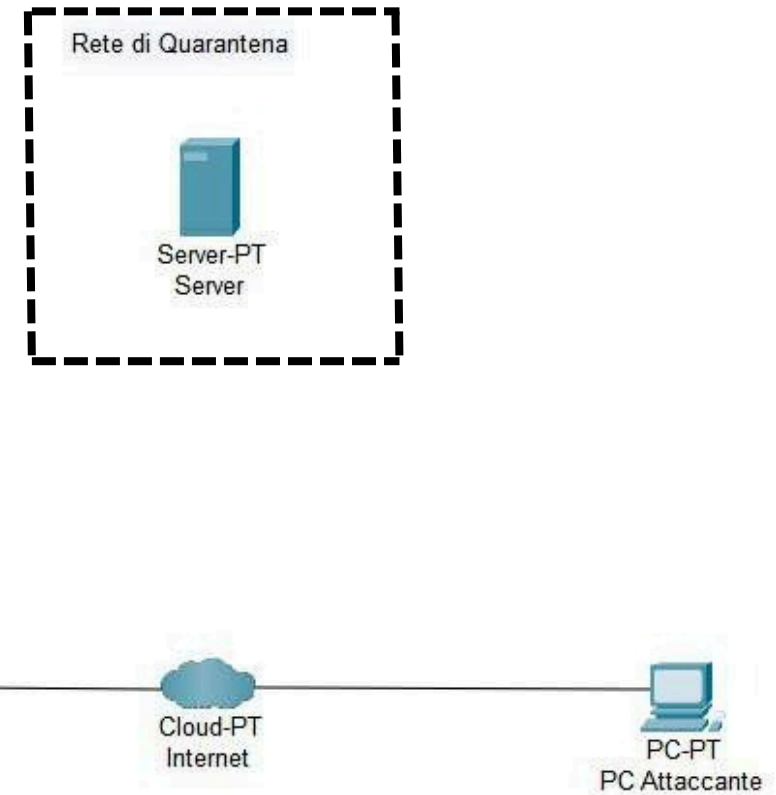 Rete di Quarantena
Server-PT
Server
Cloud-PT
Internet
PC-PT
PC Attaccante